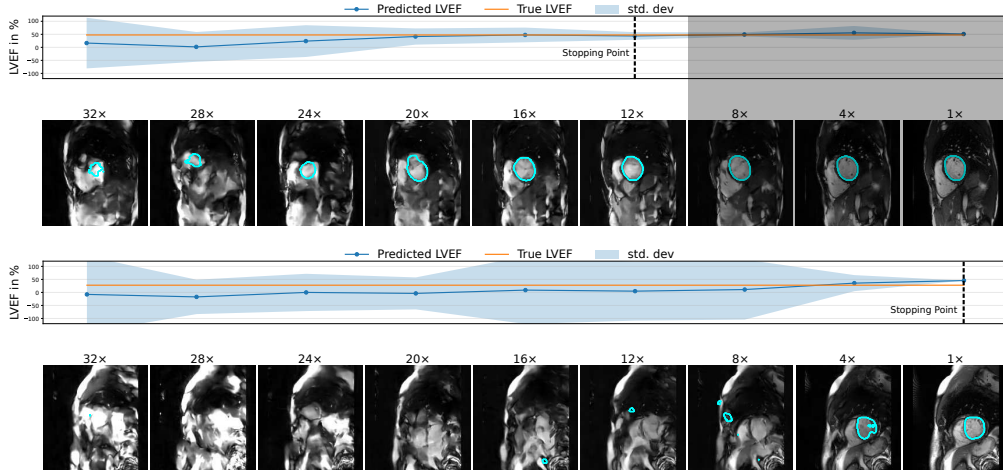 Predicted LVEF True LVEF std. dev
LVEF in %
100
50
0
−50
−100
Stopping Point
32× 28× 24× 20× 16× 12× 8× 4× 1×
Predicted LVEF True LVEF std. dev
LVEF in %
100
50
0
−50
−100
Stopping Point
32× 28× 24× 20× 16× 12× 8× 4× 1×